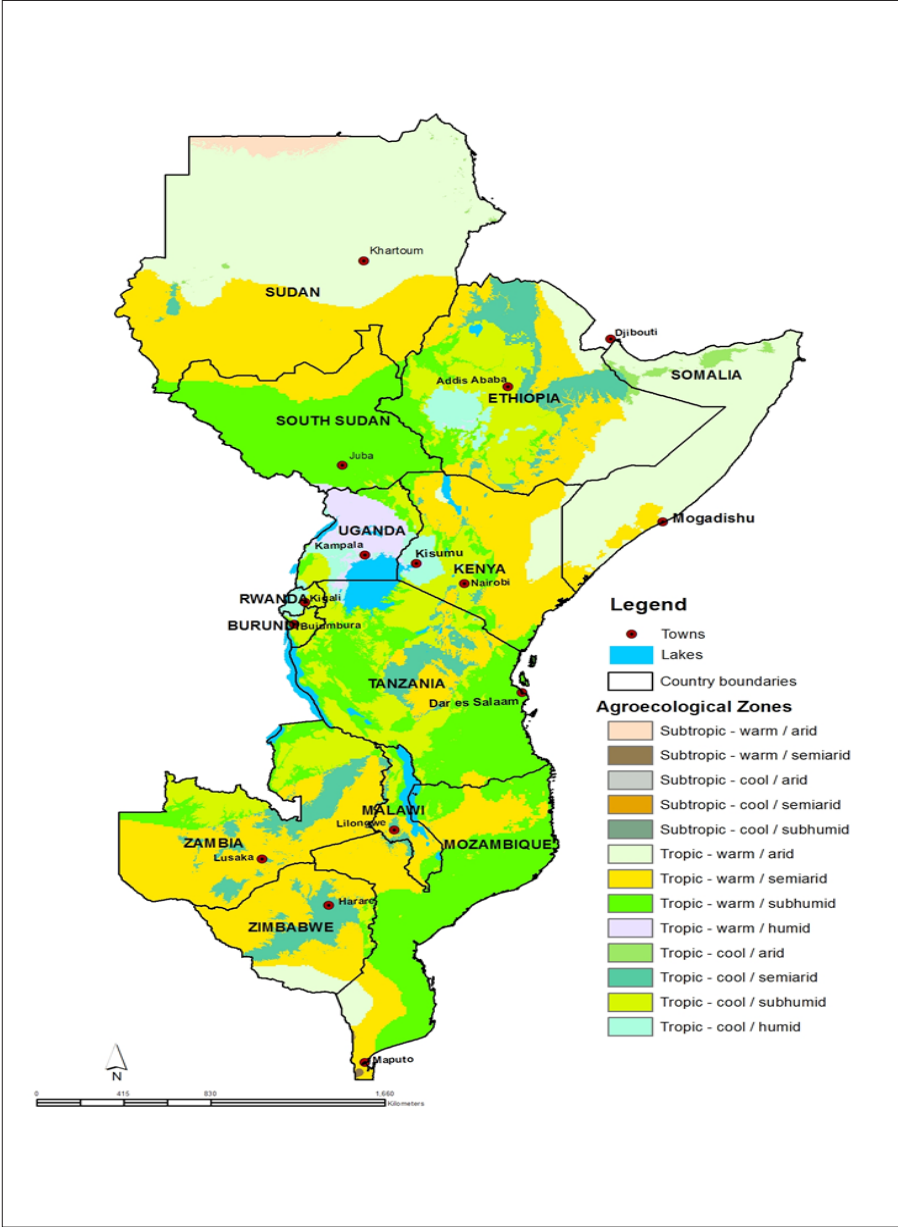 Khartoum
SUDAN
Djibouti
SOMALIA
Addis Ababa
ETHIOPIA
SOUTH SUDAN
Juba
Mogadishu
UGANDA
Kampala
Kisumu
KENYA
Nairobi
RWANDA
Kigali
BURUNDI
Bujumbura
TANZANIA
Dar es Salaam
MALAWI
Lilongwe
ZAMBIA
Lusaka
MOZAMBIQUE
Harare
ZIMBABWE
Maputo
Legend
Towns
Lakes
Country boundaries
Agroecological Zones
Subtropic - warm / arid
Subtropic - warm / semiarid
Subtropic - cool / arid
Subtropic - cool / semiarid
Subtropic - cool / subhumid
Tropic - warm / arid
Tropic - warm / semiarid
Tropic - warm / subhumid
Tropic - warm / humid
Tropic - cool / arid
Tropic - cool / semiarid
Tropic - cool / subhumid
Tropic - cool / humid
N
0 415 830 1,660
Kilometers